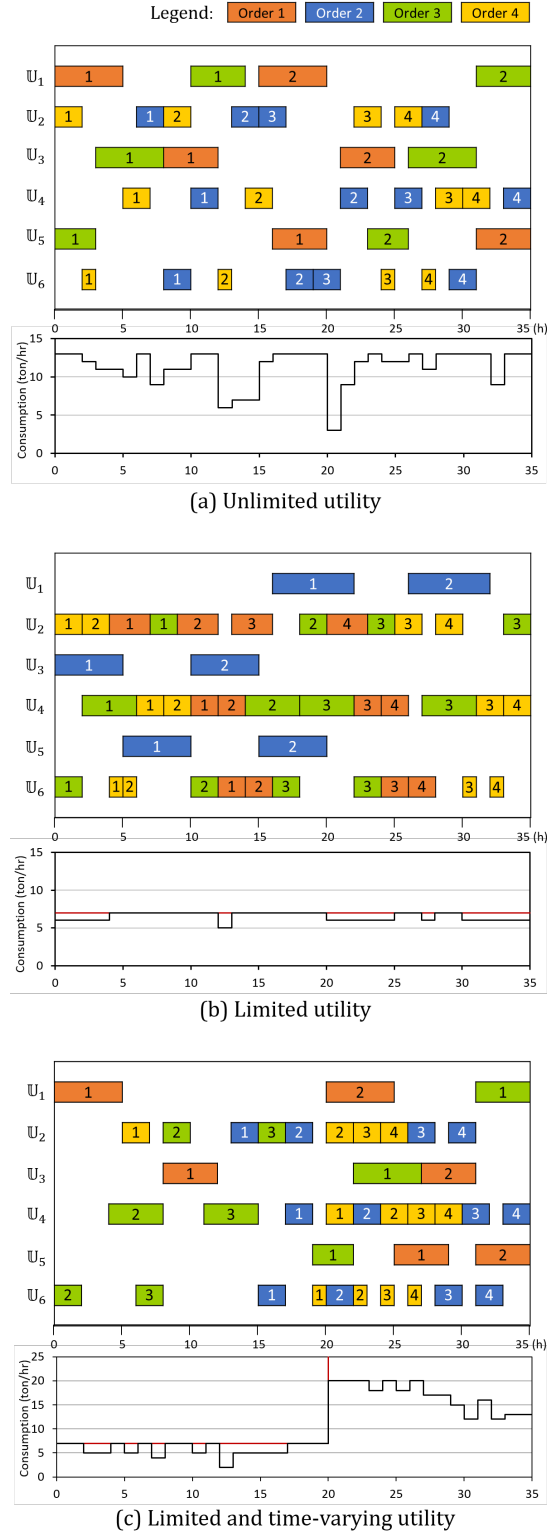 Legend: Order 1 Order 2 Order 3 Order 4
𝕌1 1 1 2 2
𝕌2 1 1 2 2 3 3 4 4
𝕌3 1 1 2 2
𝕌4 1 1 2 2 3 3 4 4
𝕌5 1 1 2 2
𝕌6 1 1 2 2 3 3 4 4
0 5 10 15 20 25 30 35 (h)
Consumption (ton/hr)
15
10
5
0
0 5 10 15 20 25 30 35
(a) Unlimited utility
𝕌1 1 2
𝕌2 1 2 1 1 2 3 2 4 3 3 4 3
𝕌3 1 2
𝕌4 1 1 2 1 2 2 3 3 4 3 3 4
𝕌5 1 2
𝕌6 1 1 2 2 1 2 3 3 3 4 3 4
0 5 10 15 20 25 30 35 (h)
Consumption (ton/hr)
15
10
5
0
0 5 10 15 20 25 30 35
(b) Limited utility
𝕌1 1 2 1
𝕌2 1 2 1 3 2 2 3 4 3 4
𝕌3 1 1 2
𝕌4 2 3 1 1 2 2 3 4 3 4
𝕌5 1 1 2
𝕌6 2 3 1 1 2 2 3 4 3 4
0 5 10 15 20 25 30 35 (h)
Consumption (ton/hr)
25
20
15
10
5
0
0 5 10 15 20 25 30 35
(c) Limited and time-varying utility